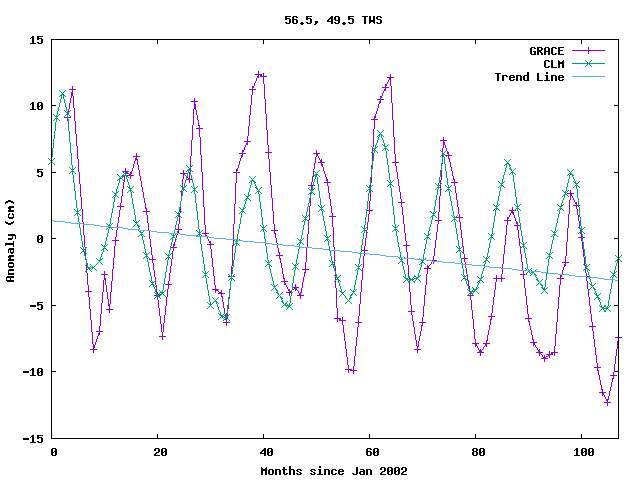 56.5, 49.5 TWS
15
10
5
0
-5
-10
-15
Anomaly (cm)
GRACE
CLM
Trend Line
0 20 40 60 80 100
Months since Jan 2002